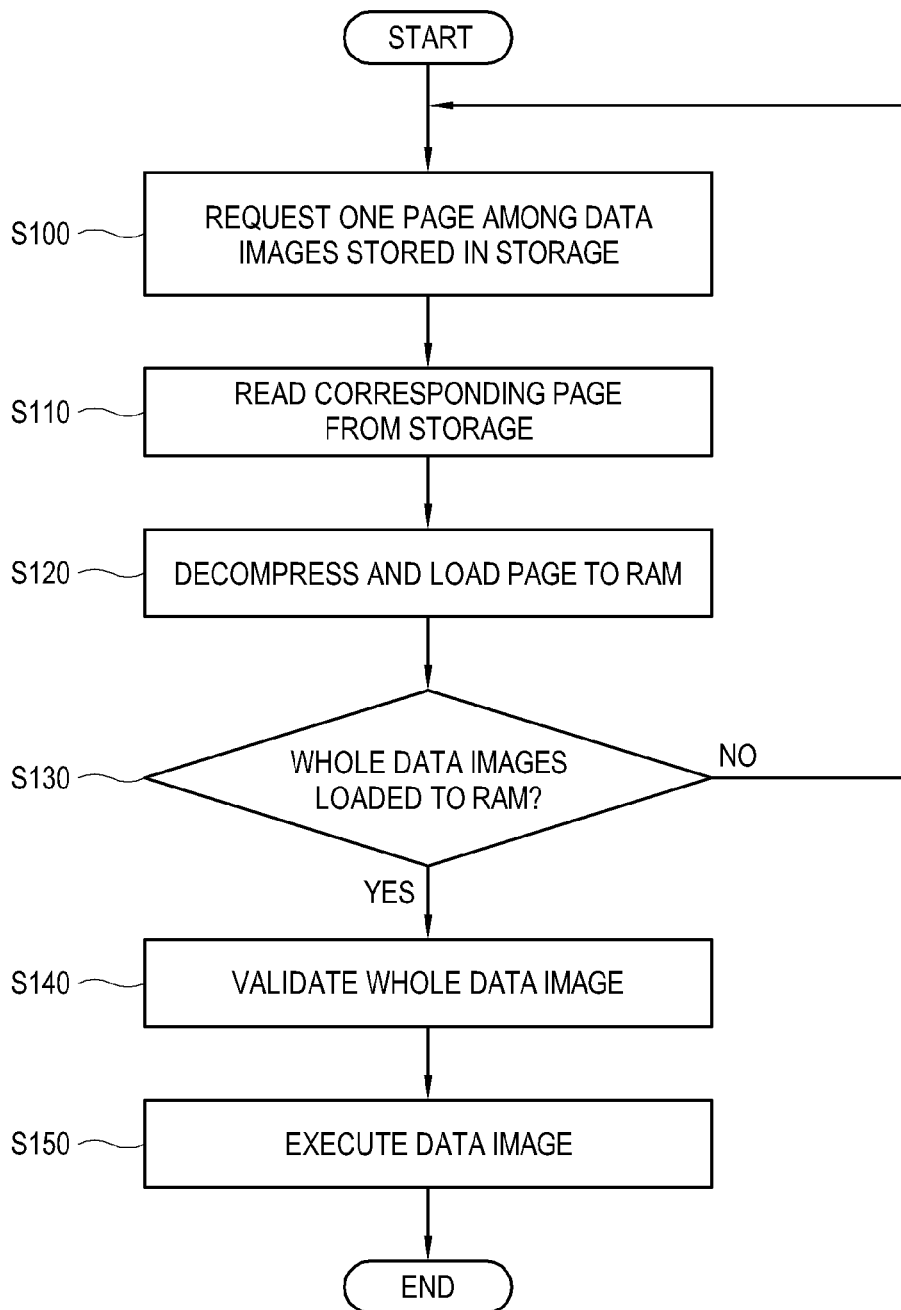 START
S100
REQUEST ONE PAGE AMONG DATA
IMAGES STORED IN STORAGE
S110
READ CORRESPONDING PAGE
FROM STORAGE
S120
DECOMPRESS AND LOAD PAGE TO RAM
S130
WHOLE DATA IMAGES
LOADED TO RAM?
NO
YES
S140
VALIDATE WHOLE DATA IMAGE
S150
EXECUTE DATA IMAGE
END